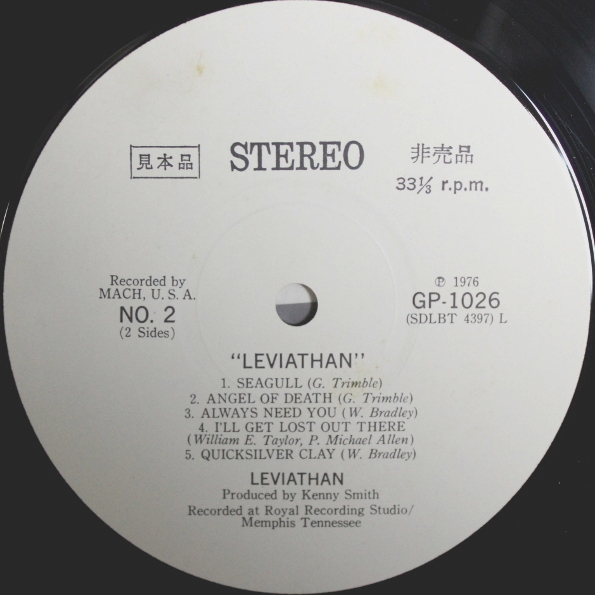 見本品 STEREO 非売品
33⅓ r.p.m.
Recorded by
MACH, U. S. A.
NO. 2
(2 Sides)
℗ 1976
GP-1026
(SDLBT 4397) L
"LEVIATHAN"
1. SEAGULL (G. Trimble)
2. ANGEL OF DEATH (G. Trimble)
3. ALWAYS NEED YOU (W. Bradley)
4. I'LL GET LOST OUT THERE
(William E. Taylor, P. Michael Allen)
5. QUICKSILVER CLAY (W. Bradley)
LEVIATHAN
Produced by Kenny Smith
Recorded at Royal Recording Studio/
Memphis Tennessee